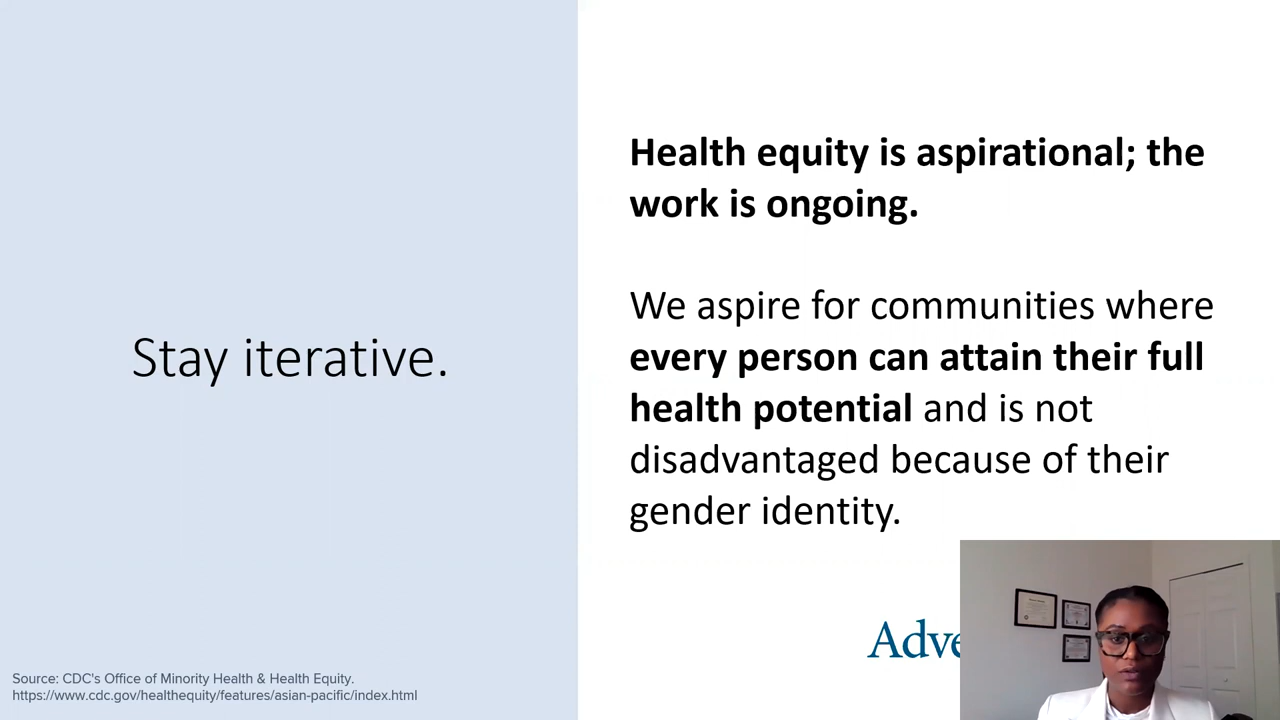 Health equity is aspirational; the
work is ongoing.
We aspire for communities where
every person can attain their full
health potential and is not
disadvantaged because of their
gender identity.
Stay iterative.
Source: CDC's Office of Minority Health & Health Equity.
https://www.cdc.gov/healthequity/features/asian-pacific/index.html